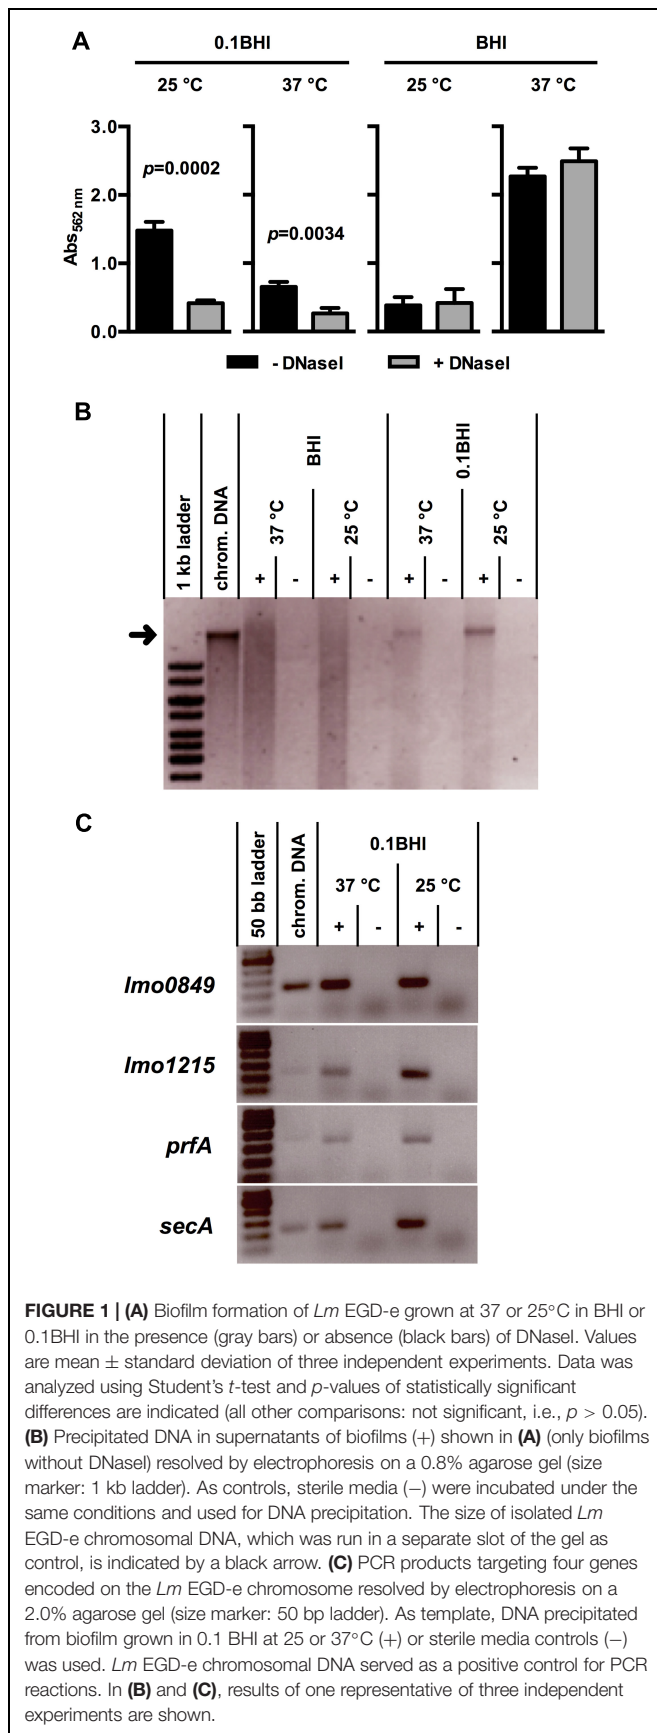 A
0.1BHI BHI
25 °C 37 °C 25 °C 37 °C
3.0
2.0
1.0
0.0
Abs562 nm
p=0.0002
p=0.0034
- DNaseI + DNaseI
B
1 kb ladder
chrom. DNA
BHI
0.1BHI
37 °C 25 °C 37 °C 25 °C
+ - + - + - + -
C
50 bb ladder
chrom. DNA
0.1BHI
37 °C 25 °C
+ - + -
lmo0849
lmo1215
prfA
secA
FIGURE 1 | (A) Biofilm formation of Lm EGD-e grown at 37 or 25°C in BHI or
0.1BHI in the presence (gray bars) or absence (black bars) of DNaseI. Values
are mean ± standard deviation of three independent experiments. Data was
analyzed using Student's t-test and p-values of statistically significant
differences are indicated (all other comparisons: not significant, i.e., p > 0.05).
(B) Precipitated DNA in supernatants of biofilms (+) shown in (A) (only biofilms
without DNaseI) resolved by electrophoresis on a 0.8% agarose gel (size
marker: 1 kb ladder). As controls, sterile media (−) were incubated under the
same conditions and used for DNA precipitation. The size of isolated Lm
EGD-e chromosomal DNA, which was run in a separate slot of the gel as
control, is indicated by a black arrow. (C) PCR products targeting four genes
encoded on the Lm EGD-e chromosome resolved by electrophoresis on a
2.0% agarose gel (size marker: 50 bp ladder). As template, DNA precipitated
from biofilm grown in 0.1 BHI at 25 or 37°C (+) or sterile media controls (−)
was used. Lm EGD-e chromosomal DNA served as a positive control for PCR
reactions. In (B) and (C), results of one representative of three independent
experiments are shown.